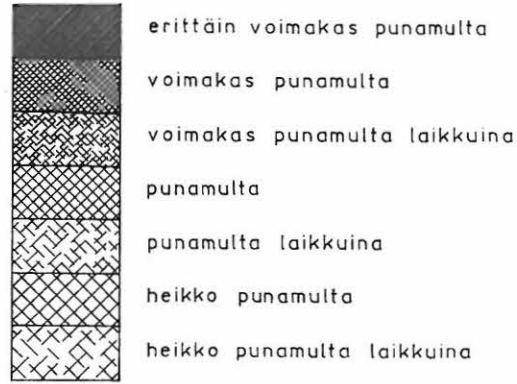 erittäin voimakas punamulta
voimakas punamulta
voimakas punamulta laikkuina
punamulta
punamulta laikkuina
heikko punamulta
heikko punamulta laikkuina